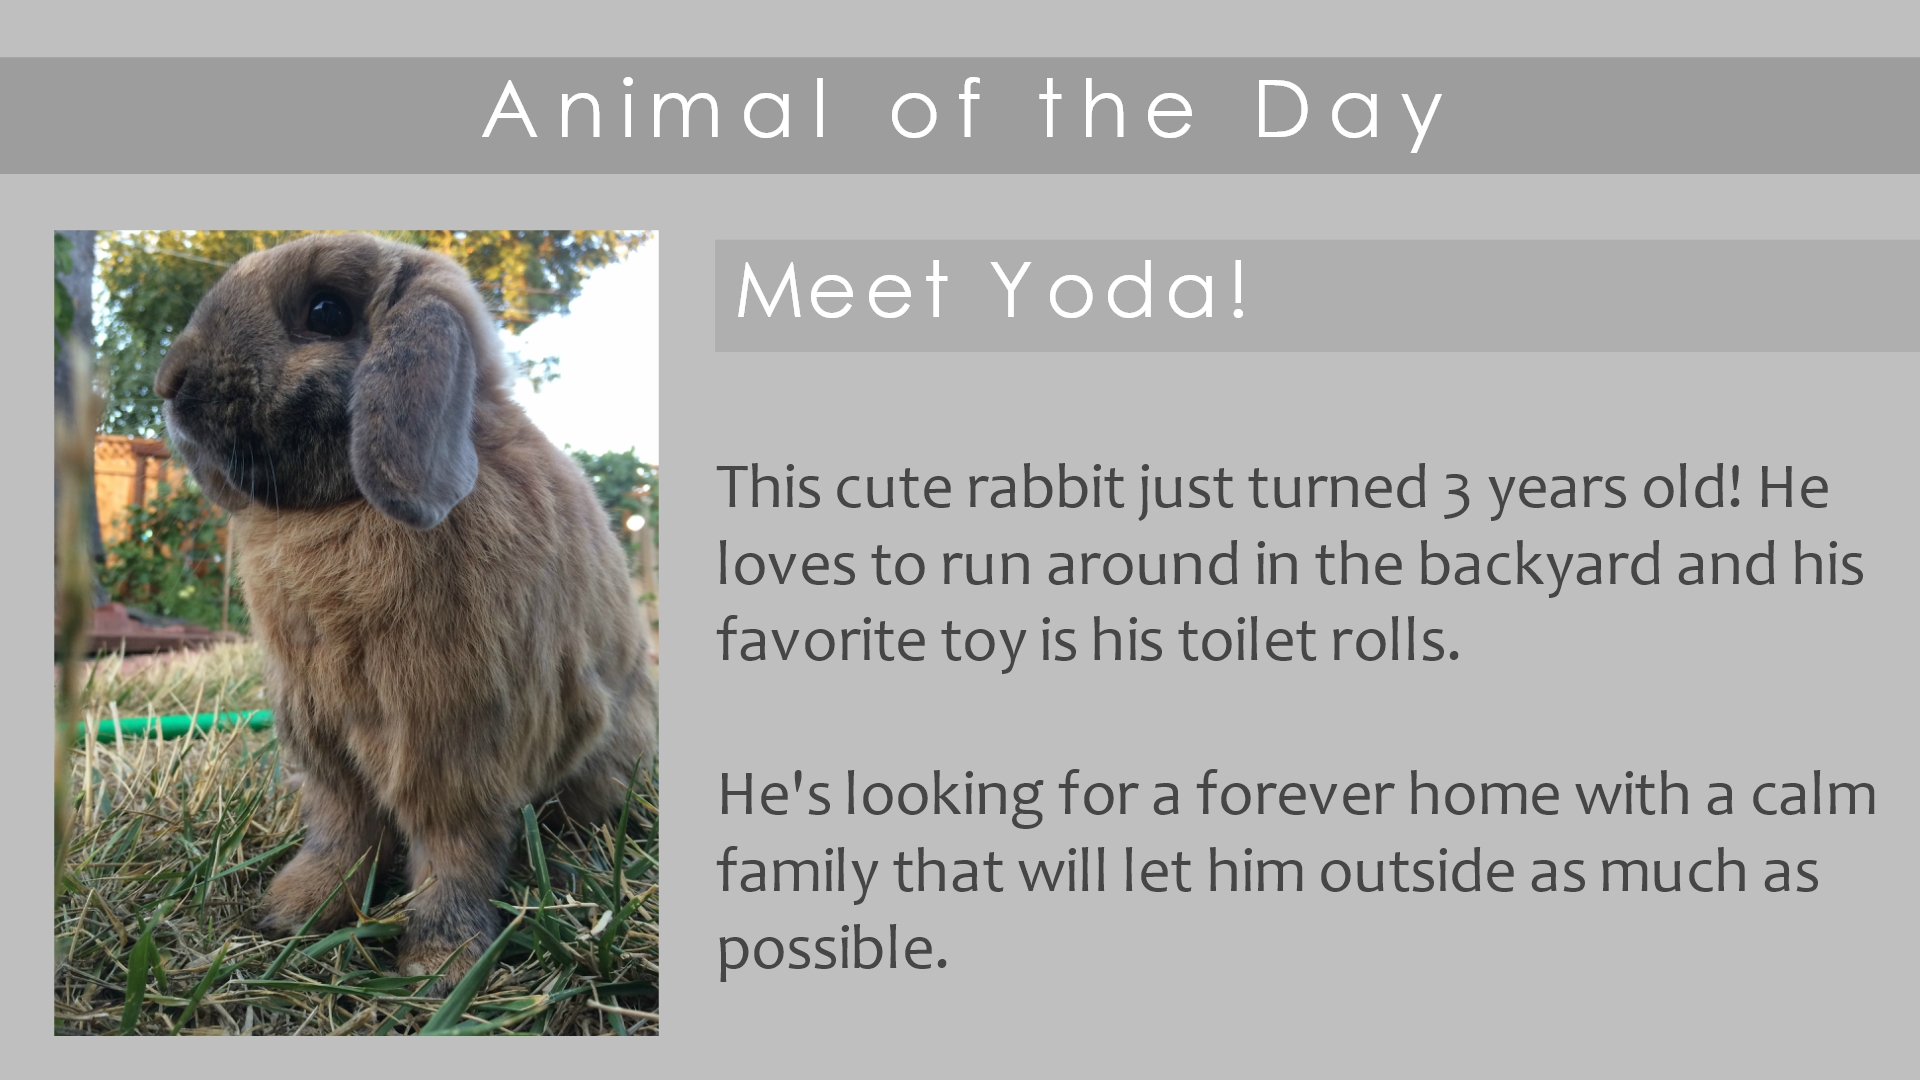 Animal of the Day
Meet Yoda!
This cute rabbit just turned 3 years old! He
loves to run around in the backyard and his
favorite toy is his toilet rolls.
He's looking for a forever home with a calm
family that will let him outside as much as
possible.